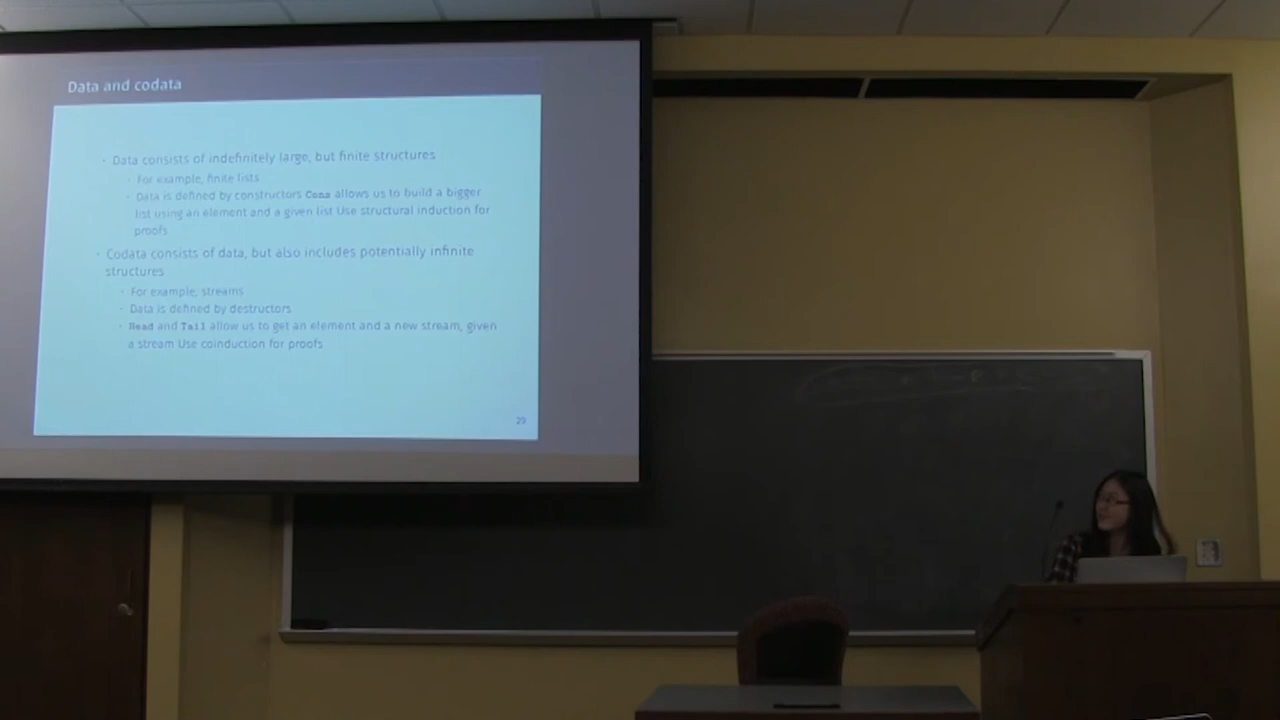 Data and codata
- Data consists of indefinitely large, but finite structures
- For example, finite lists
- Data is defined by constructors Cons allows us to build a bigger
list using an element and a given list Use structural induction for
proofs
- Codata consists of data, but also includes potentially infinite
structures
- For example, streams
- Data is defined by destructors
- Head and Tail allow us to get an element and a new stream, given
a stream Use coinduction for proofs